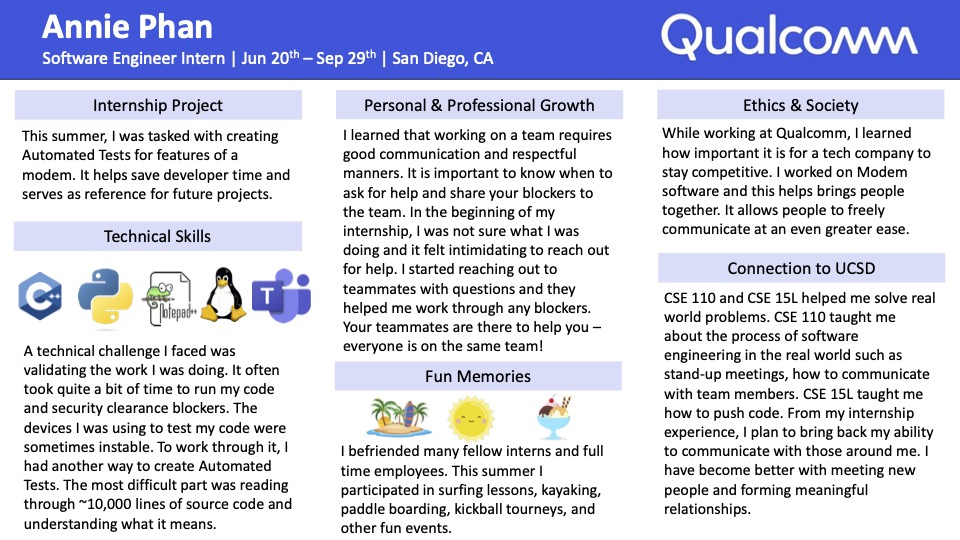 Annie Phan
Software Engineer Intern | Jun 20th – Sep 29th | San Diego, CA
Qualcomm
Internship Project
This summer, I was tasked with creating
Automated Tests for features of a
modem. It helps save developer time and
serves as reference for future projects.
Technical Skills
C++
Notepad++
T
A technical challenge I faced was
validating the work I was doing. It often
took quite a bit of time to run my code
and security clearance blockers. The
devices I was using to test my code were
sometimes instable. To work through it, I
had another way to create Automated
Tests. The most difficult part was reading
through ~10,000 lines of source code and
understanding what it means.
Personal & Professional Growth
I learned that working on a team requires
good communication and respectful
manners. It is important to know when to
ask for help and share your blockers to
the team. In the beginning of my
internship, I was not sure what I was
doing and it felt intimidating to reach out
for help. I started reaching out to
teammates with questions and they
helped me work through any blockers.
Your teammates are there to help you –
everyone is on the same team!
Fun Memories
I befriended many fellow interns and full
time employees. This summer I
participated in surfing lessons, kayaking,
paddle boarding, kickball tourneys, and
other fun events.
Ethics & Society
While working at Qualcomm, I learned
how important it is for a tech company to
stay competitive. I worked on Modem
software and this helps brings people
together. It allows people to freely
communicate at an even greater ease.
Connection to UCSD
CSE 110 and CSE 15L helped me solve real
world problems. CSE 110 taught me
about the process of software
engineering in the real world such as
stand-up meetings, how to communicate
with team members. CSE 15L taught me
how to push code. From my internship
experience, I plan to bring back my ability
to communicate with those around me. I
have become better with meeting new
people and forming meaningful
relationships.